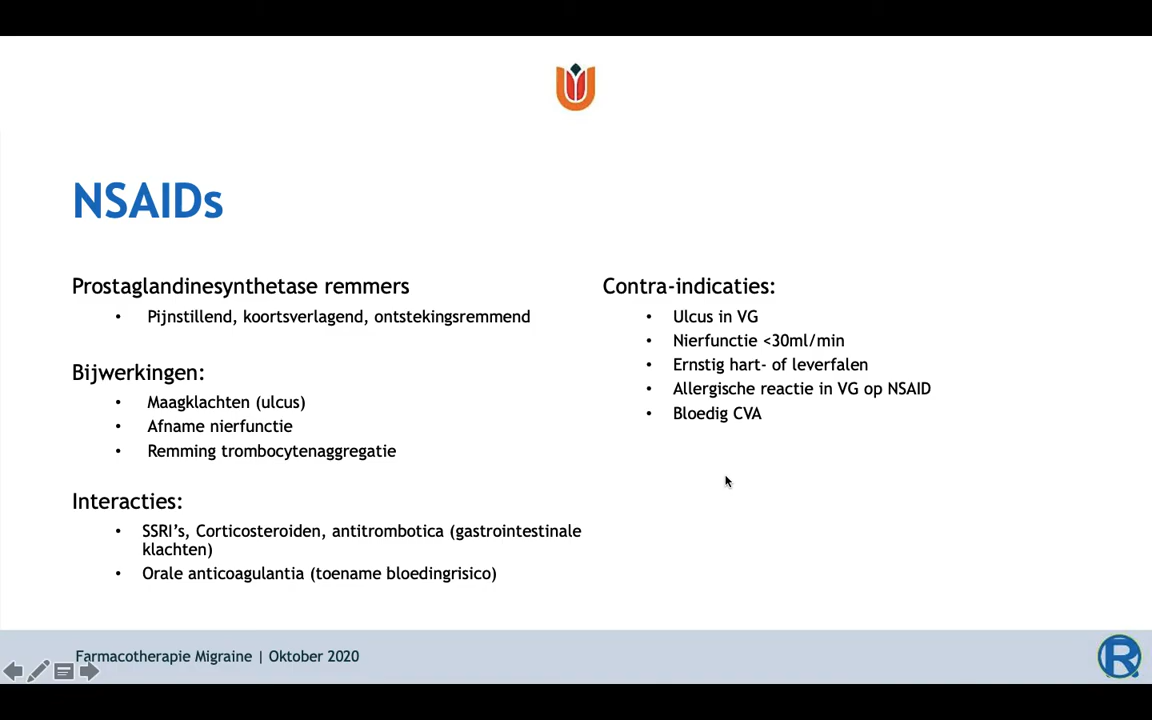 NSAIDs
Prostaglandinesynthetase remmers
• Pijnstillend, koortsverlagend, ontstekingsremmend
Bijwerkingen:
• Maagklachten (ulcus)
• Afname nierfunctie
• Remming trombocytenaggregatie
Interacties:
• SSRI’s, Corticosteroiden, antitrombotica (gastrointestinale
klachten)
• Orale anticoagulantia (toename bloedingrisico)
Contra-indicaties:
• Ulcus in VG
• Nierfunctie <30ml/min
• Ernstig hart- of leverfalen
• Allergische reactie in VG op NSAID
• Bloedig CVA
Farmacotherapie Migraine | Oktober 2020
R